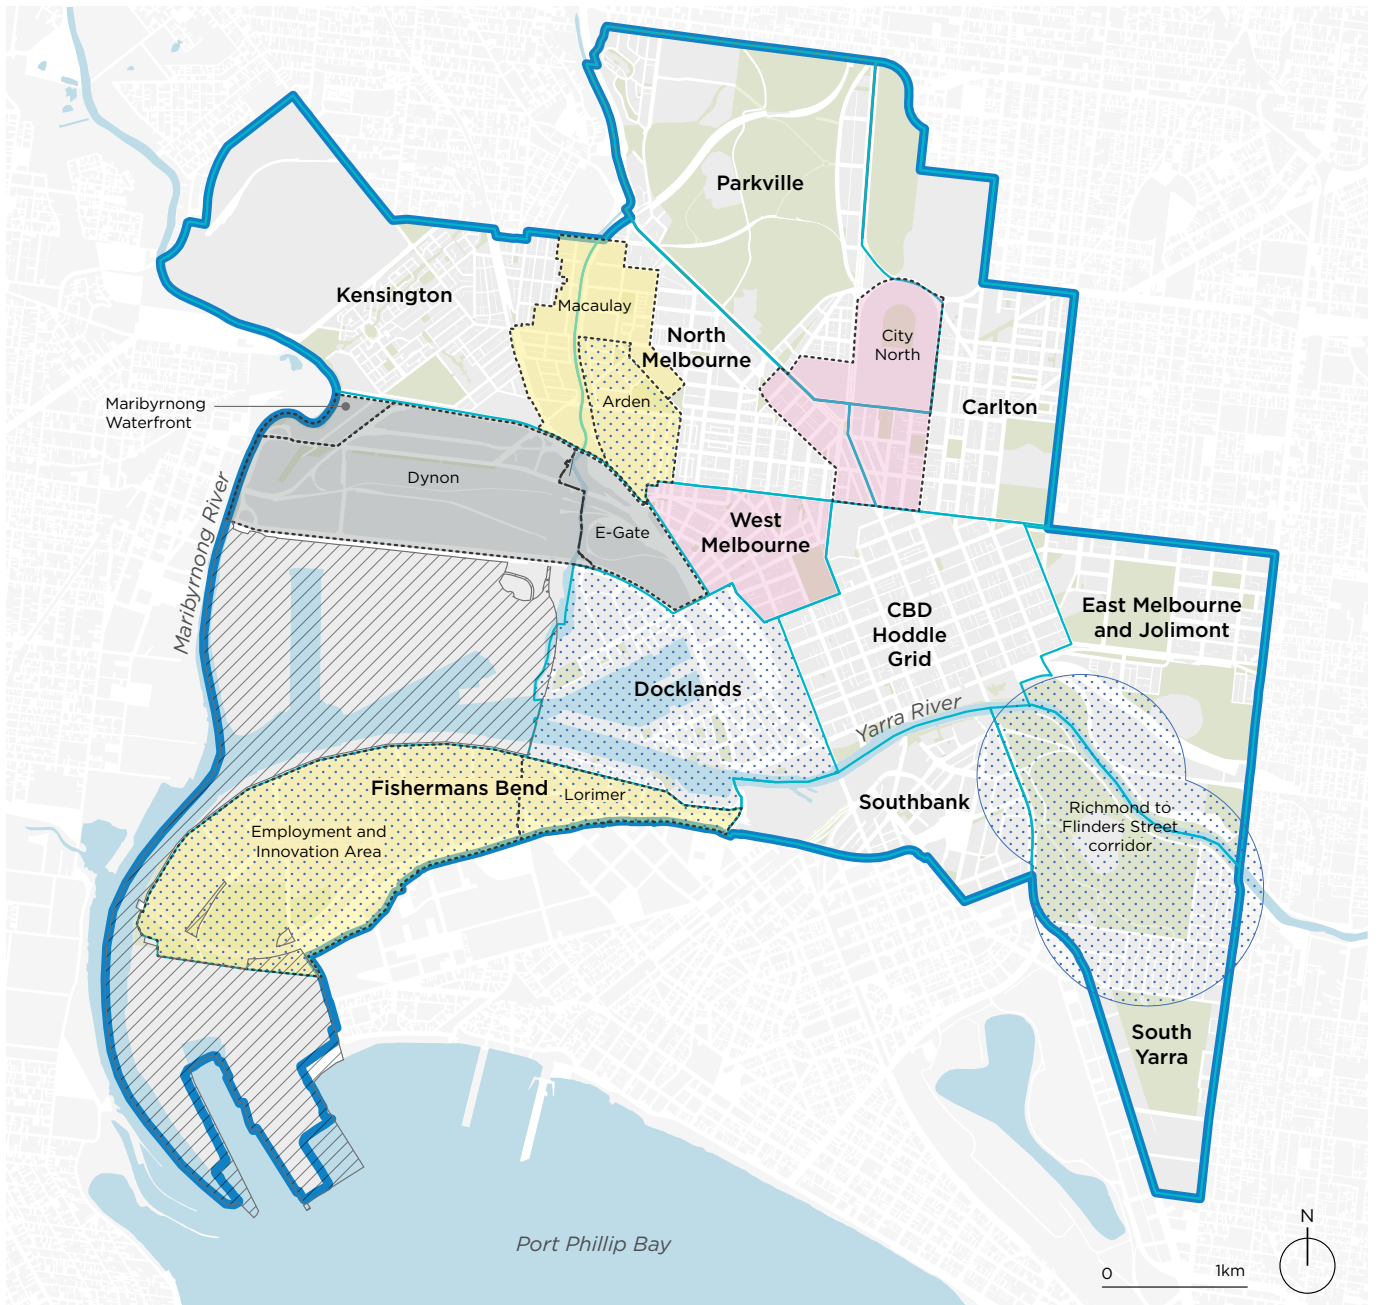 Parkville
Kensington
Macaulay
North
Melbourne
City
North
Arden
Carlton
Maribyrnong
Waterfront
Dynon
E-Gate
West
Melbourne
Maribyrnong River
CBD
Hoddle
Grid
East Melbourne
and Jolimont
Docklands
Yarra River
Fishermans Bend
Lorimer
Southbank
Richmond to
Flinders Street
corridor
Employment and
Innovation Area
South
Yarra
Port Phillip Bay
N
0 1km